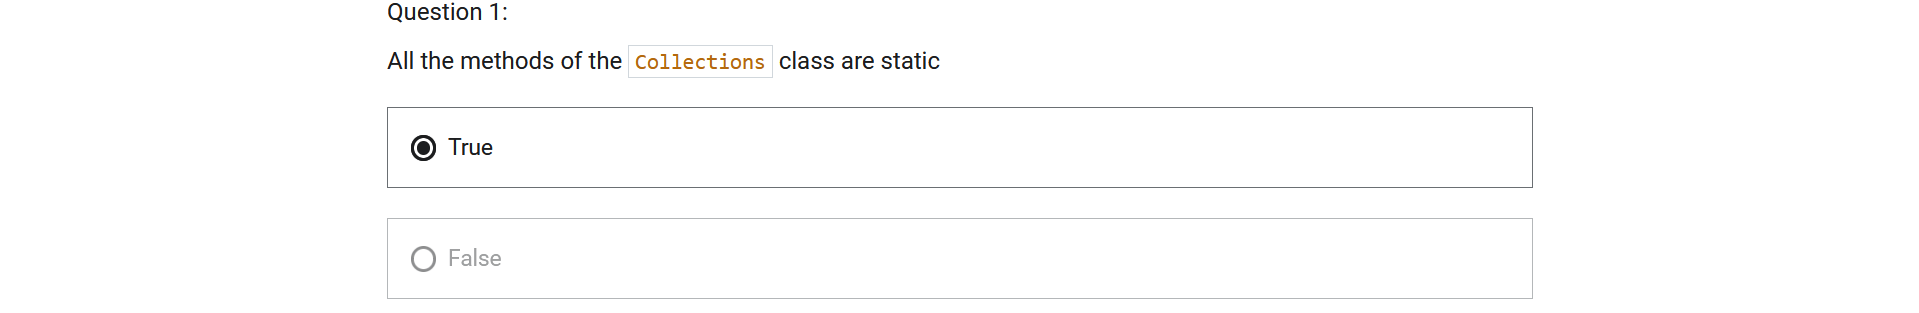 Question 1:
All the methods of the Collections class are static
True
False